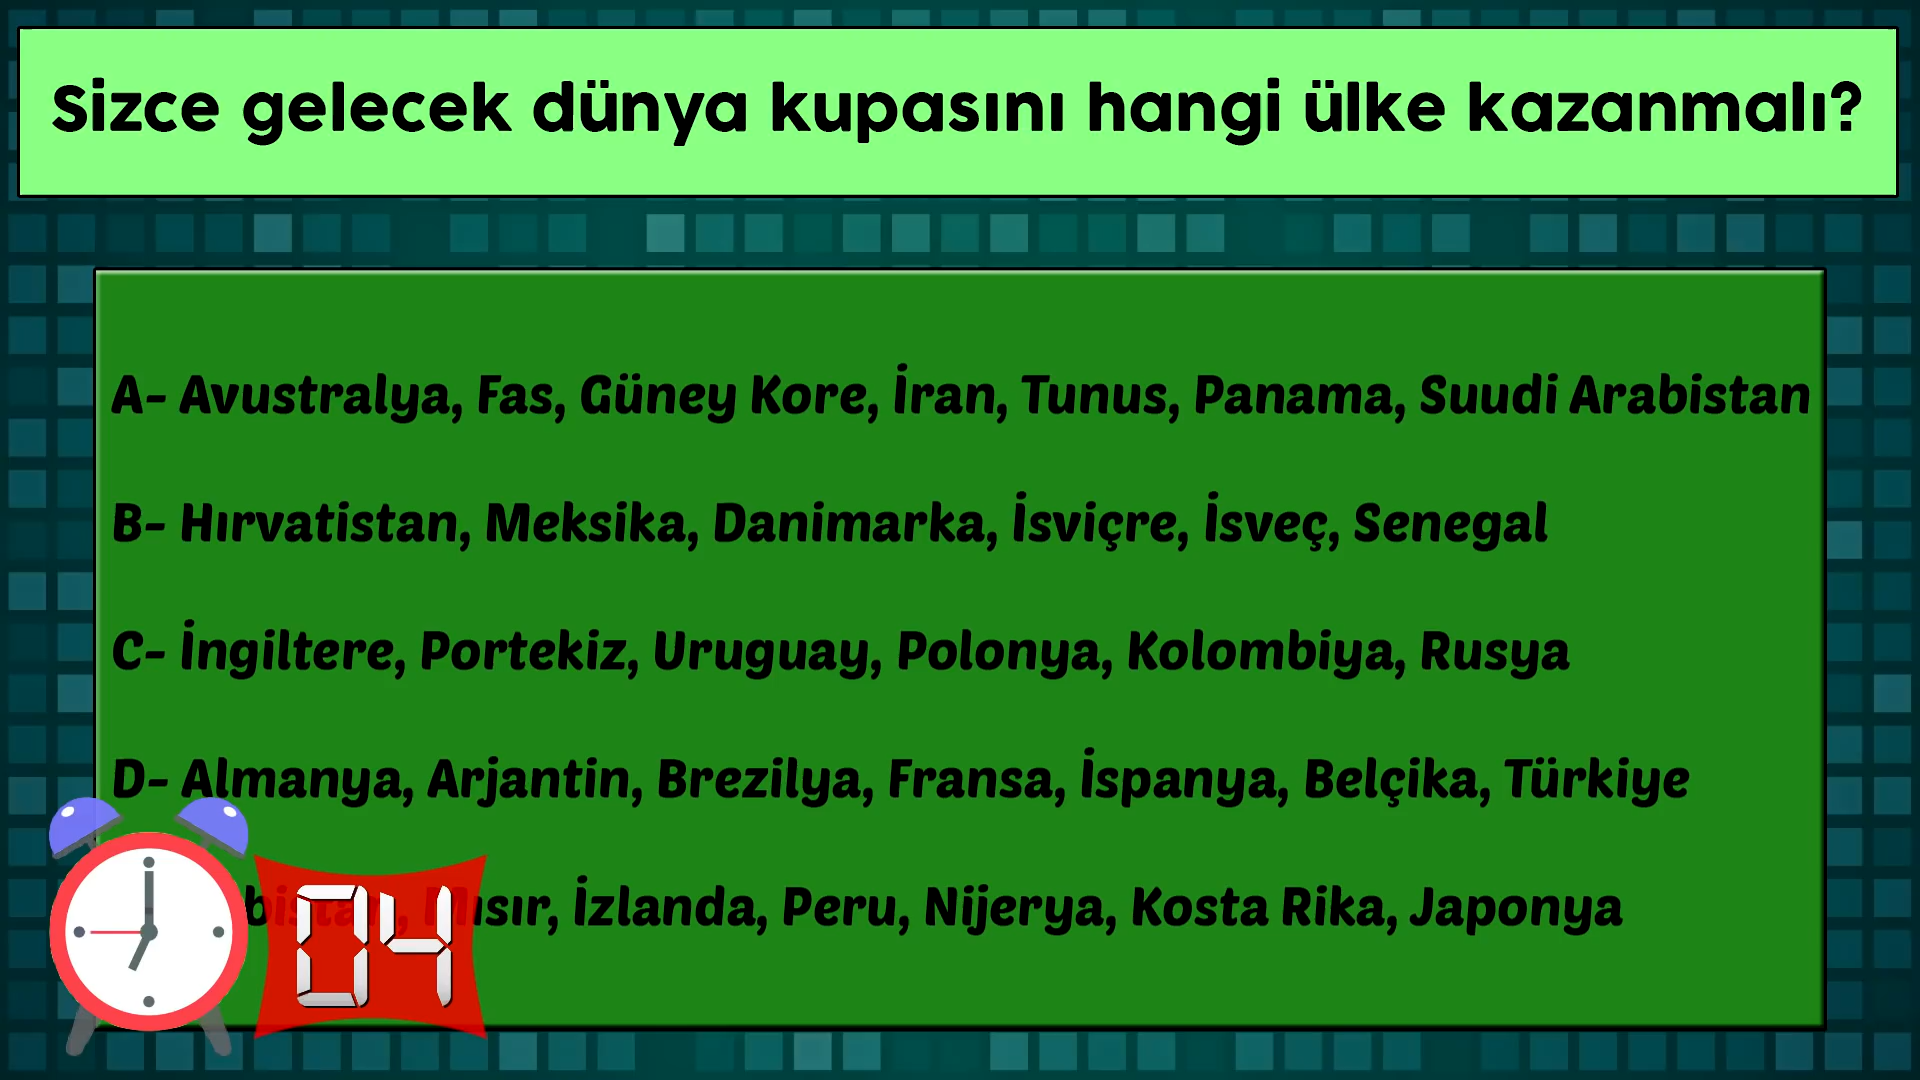 Sizce gelecek dünya kupasını hangi ülke kazanmalı?
A- Avustralya, Fas, Güney Kore, İran, Tunus, Panama, Suudi Arabistan
B- Hırvatistan, Meksika, Danimarka, İsviçre, İsveç, Senegal
C- İngiltere, Portekiz, Uruguay, Polonya, Kolombiya, Rusya
D- Almanya, Arjantin, Brezilya, Fransa, İspanya, Belçika, Türkiye
Mısır, İzlanda, Peru, Nijerya, Kosta Rika, Japonya
04